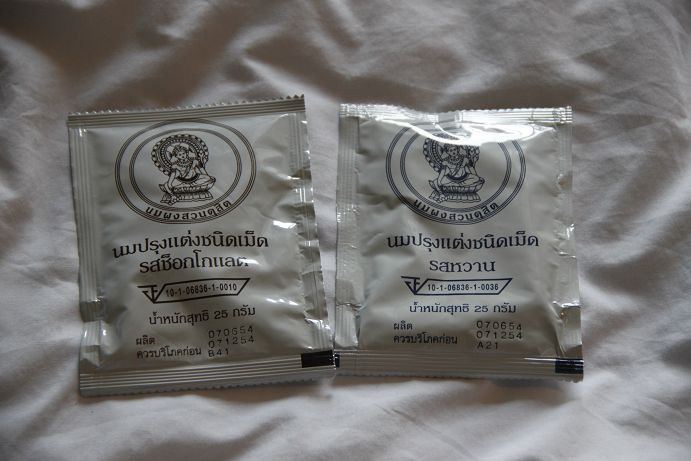 นมผงสวนดุสิต
นมปรุงแต่งชนิดเม็ด
รสช็อกโกแลต
10-1-06836-1-0010
น้ำหนักสุทธิ 25 กรัม
ผลิต 070654
ควรบริโภคก่อน 071254
B41
นมผงสวนดุสิต
นมปรุงแต่งชนิดเม็ด
รสหวาน
10-1-06836-1-0036
น้ำหนักสุทธิ 25 กรัม
ผลิต 070654
ควรบริโภคก่อน 071254
A21